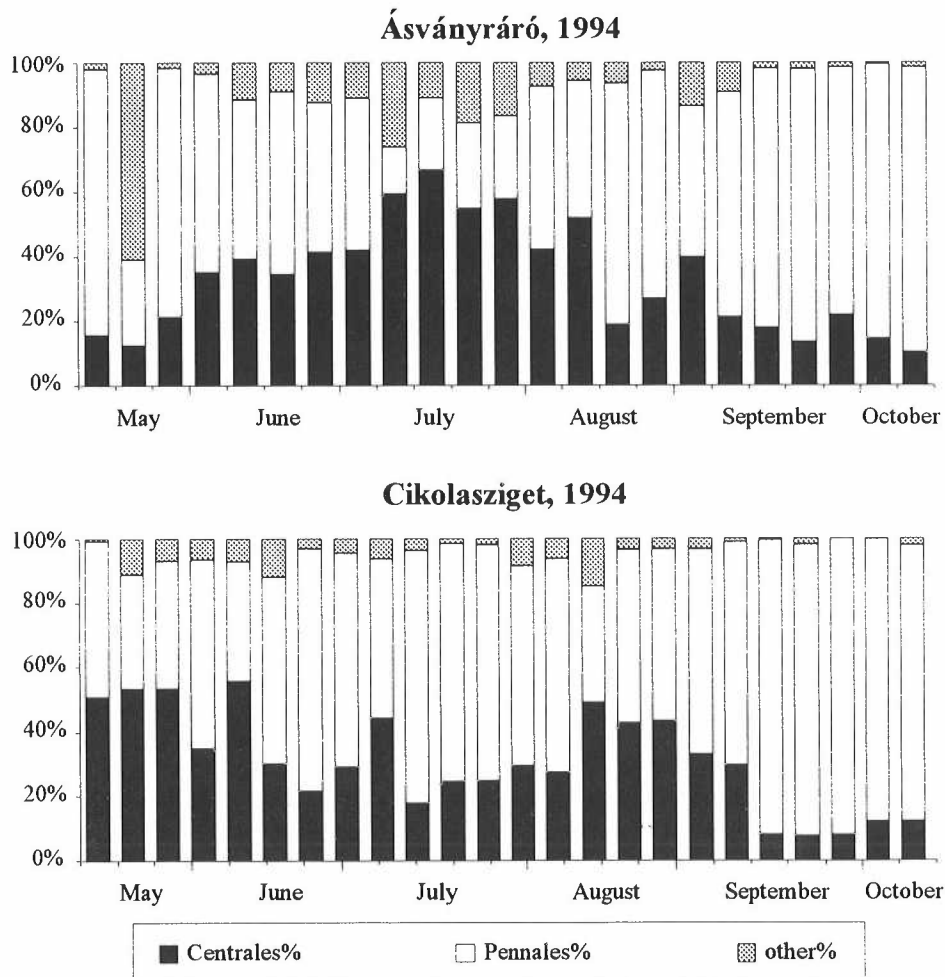 Ásványráró, 1994
100%
80%
60%
40%
20%
0%
May June July August September October
Cikolasziget, 1994
100%
80%
60%
40%
20%
0%
May June July August September October
Centrales% Pennales% other%